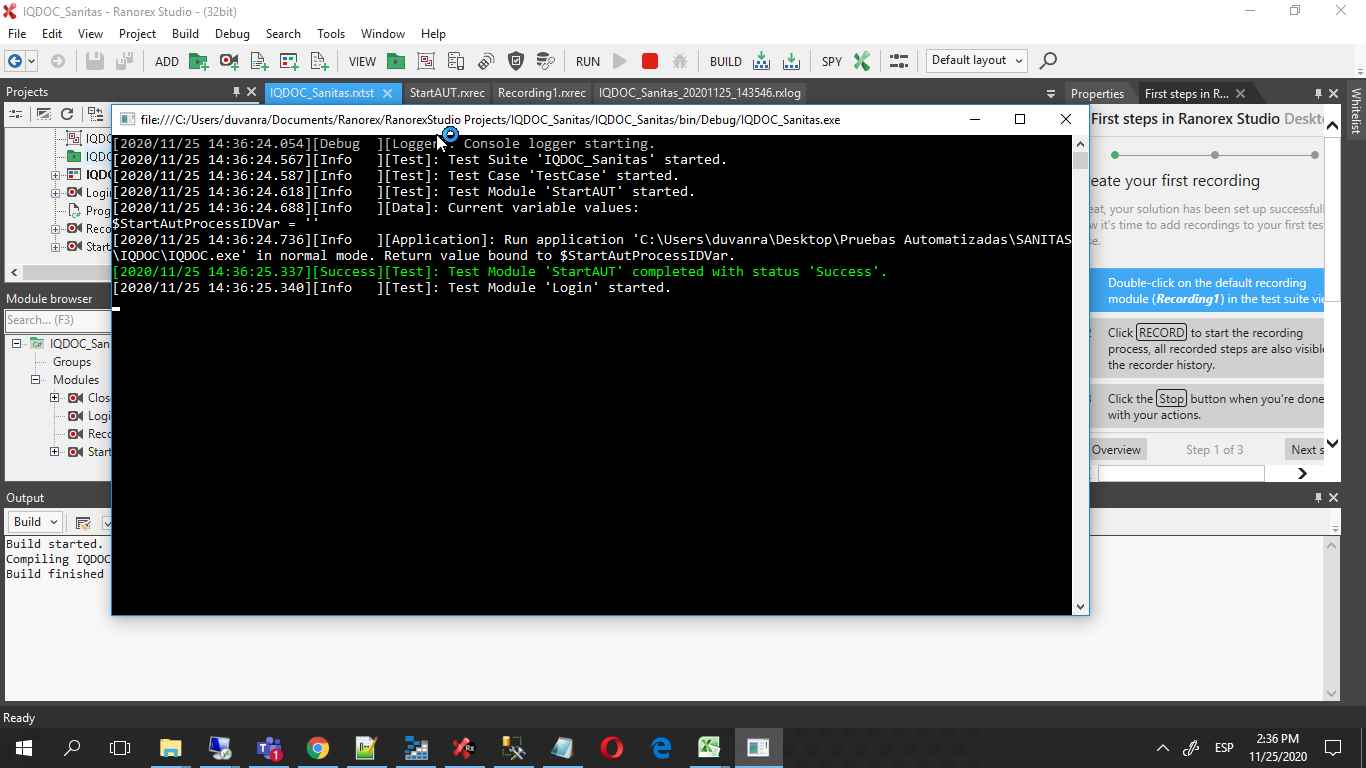 IQDOC_Sanitas - Ranorex Studio - (32bit)
File Edit View Project Build Debug Search Tools Window Help
ADD VIEW RUN BUILD SPY Default layout
Projects
IQDOC_Sanitas.rxtst StartAUT.rxrec Recording1.rxrec IQDOC_Sanitas_20201125_143546.rxlog
Properties First steps in R...
Whitelist
file:///C:/Users/duvanra/Documents/Ranorex/RanorexStudio Projects/IQDOC_Sanitas/IQDOC_Sanitas/bin/Debug/IQDOC_Sanitas.exe
[2020/11/25 14:36:24.054][Debug ][Logger]: Console logger starting.
[2020/11/25 14:36:24.567][Info ][Test]: Test Suite 'IQDOC_Sanitas' started.
[2020/11/25 14:36:24.587][Info ][Test]: Test Case 'TestCase' started.
[2020/11/25 14:36:24.618][Info ][Test]: Test Module 'StartAUT' started.
[2020/11/25 14:36:24.688][Info ][Data]: Current variable values:
$StartAutProcessIDVar = ''
[2020/11/25 14:36:24.736][Info ][Application]: Run application 'C:\Users\duvanra\Desktop\Pruebas Automatizadas\SANITAS
\IQDOC\IQDOC.exe' in normal mode. Return value bound to $StartAutProcessIDVar.
[2020/11/25 14:36:25.337][Success][Test]: Test Module 'StartAUT' completed with status 'Success'.
[2020/11/25 14:36:25.340][Info ][Test]: Test Module 'Login' started.
IQD
IQDO
IQD
Logi
Prog
Reco
Start
Module browser
Search... (F3)
IQDOC_San
Groups
Modules
Clos
Logi
Reco
Start
First steps in Ranorex Studio Deskt
eate your first recording
eat, your solution has been set up successfull
w it's time to add recordings to your first tes
e.
Double-click on the default recording
module (Recording1) in the test suite vie
Click RECORD to start the recording
process, all recorded steps are also visible
the recorder history.
Click the Stop button when you're done
with your actions.
Overview Step 1 of 3 Next s
Output
Build
Build started.
Compiling IQDOC
Build finished
Ready
ESP
2:36 PM
11/25/2020